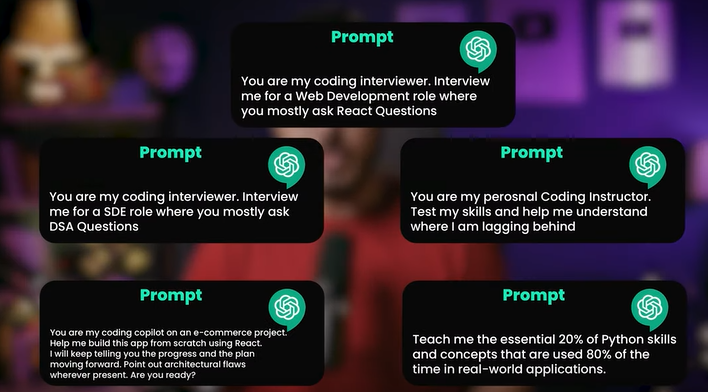 Prompt
You are my coding interviewer. Interview
me for a Web Development role where
you mostly ask React Questions
Prompt
You are my coding interviewer. Interview
me for a SDE role where you mostly ask
DSA Questions
Prompt
You are my perosnal Coding Instructor.
Test my skills and help me understand
where I am lagging behind
Prompt
You are my coding copilot on an e-commerce project.
Help me build this app from scratch using React.
I will keep telling you the progress and the plan
moving forward. Point out architectural flaws
wherever present. Are you ready?
Prompt
Teach me the essential 20% of Python skills
and concepts that are used 80% of the
time in real-world applications.